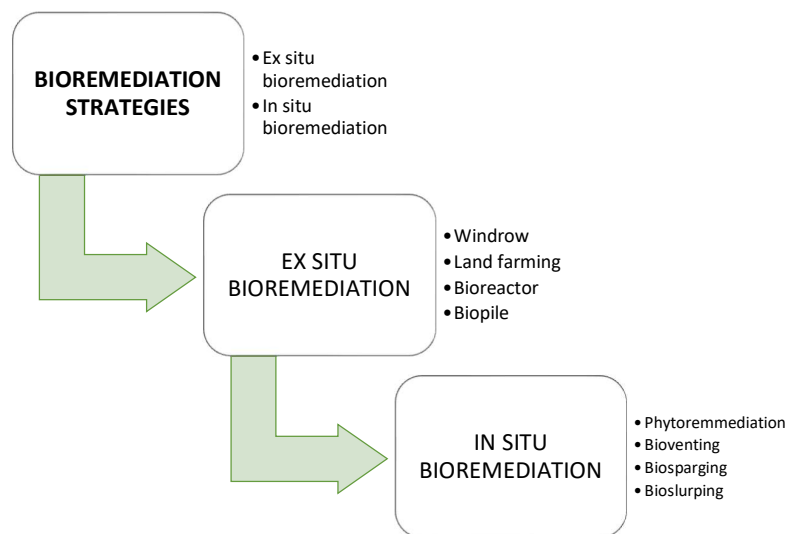 BIOREMEDIATION
STRATEGIES
• Ex situ
bioremediation
• In situ
bioremediation
EX SITU
BIOREMEDIATION
• Windrow
• Land farming
• Bioreactor
• Biopile
IN SITU
BIOREMEDIATION
• Phytoremmediation
• Bioventing
• Biosparging
• Bioslurping